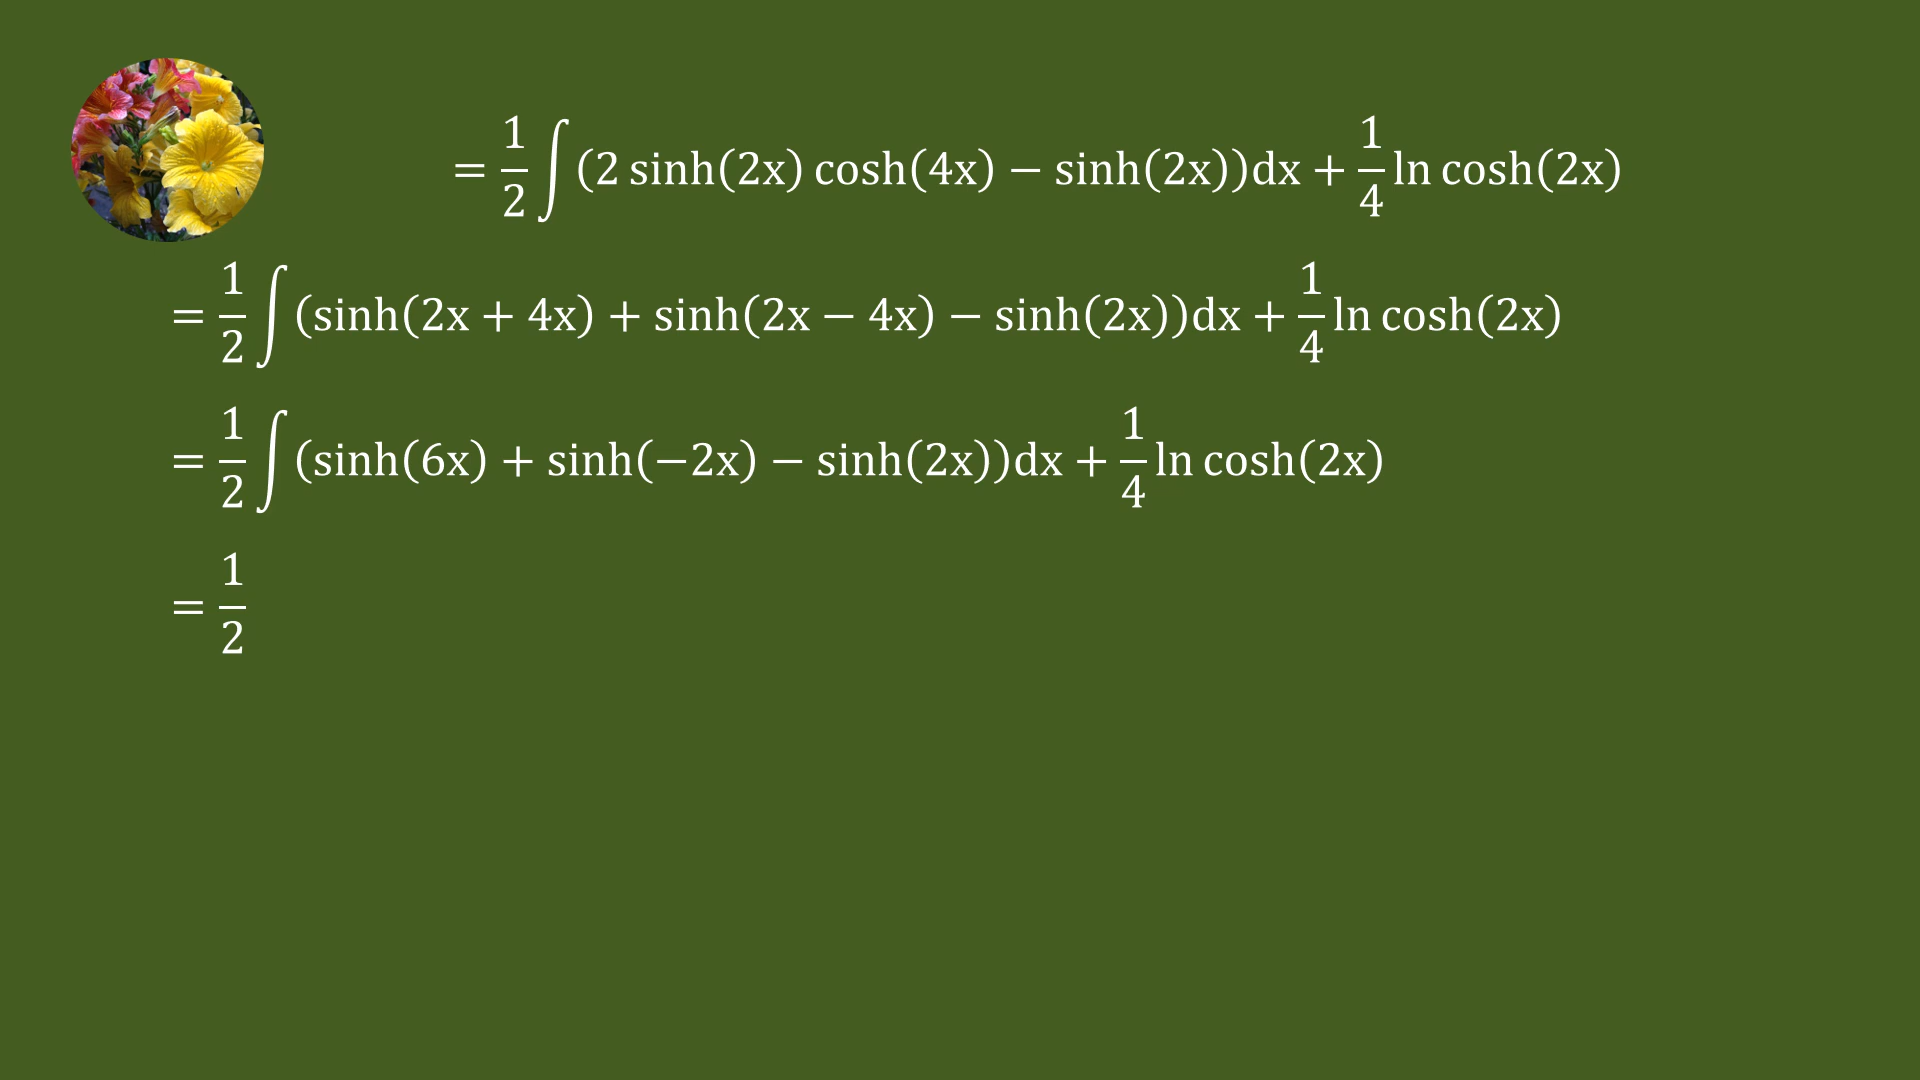 = 1/2 ∫ (2 sinh(2x) cosh(4x) − sinh(2x))dx + 1/4 ln cosh(2x)
= 1/2 ∫ (sinh(2x + 4x) + sinh(2x − 4x) − sinh(2x))dx + 1/4 ln cosh(2x)
= 1/2 ∫ (sinh(6x) + sinh(−2x) − sinh(2x))dx + 1/4 ln cosh(2x)
= 1/2